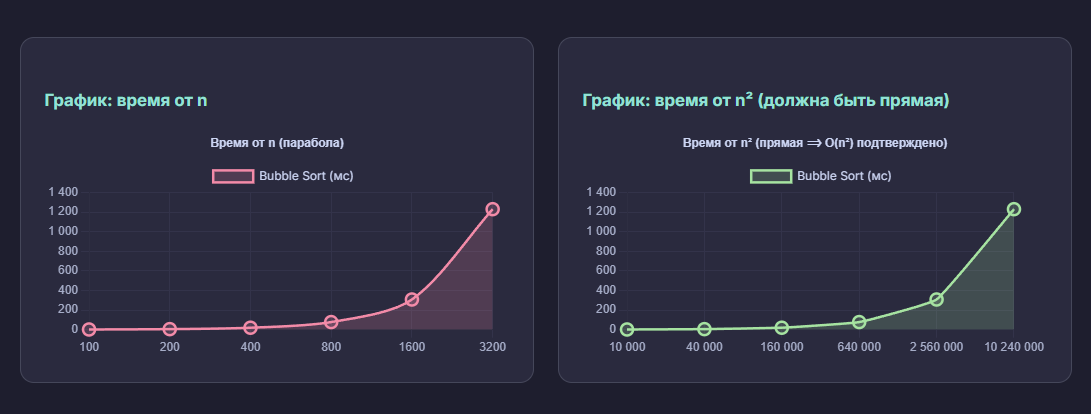 График: время от n
Время от n (парабола)
Bubble Sort (мс)
1 400
1 200
1 000
800
600
400
200
0
100 200 400 800 1600 3200
График: время от n² (должна быть прямая)
Время от n² (прямая ⟹ O(n²) подтверждено)
Bubble Sort (мс)
1 400
1 200
1 000
800
600
400
200
0
10 000 40 000 160 000 640 000 2 560 000 10 240 000